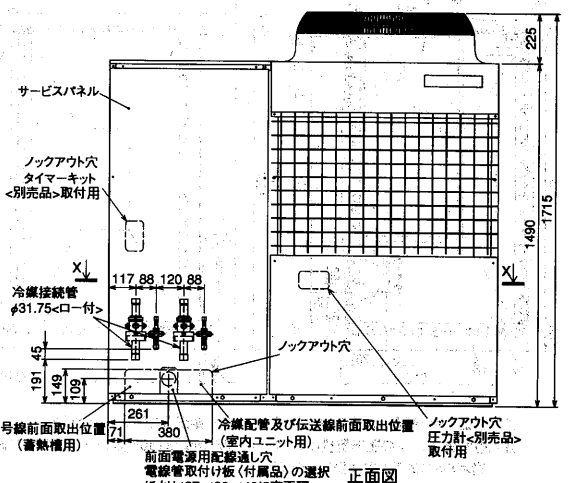 225
サービスパネル
ノックアウト穴
タイマーキット
<別売品>取付用
1490
1715
X
117 88 120 88
X
冷媒接続管
φ31.75<ロー付>
45
191
149
109
ノックアウト穴
261
71
380
号線前面取出位置
(蓄熱槽用)
冷媒配管及び伝送線前面取出位置
(室内ユニット用)
ノックアウト穴
圧力計<別売品>
取付用
前面電源用配線通し穴
電線管取付け板〈付属品〉の選択
正面図